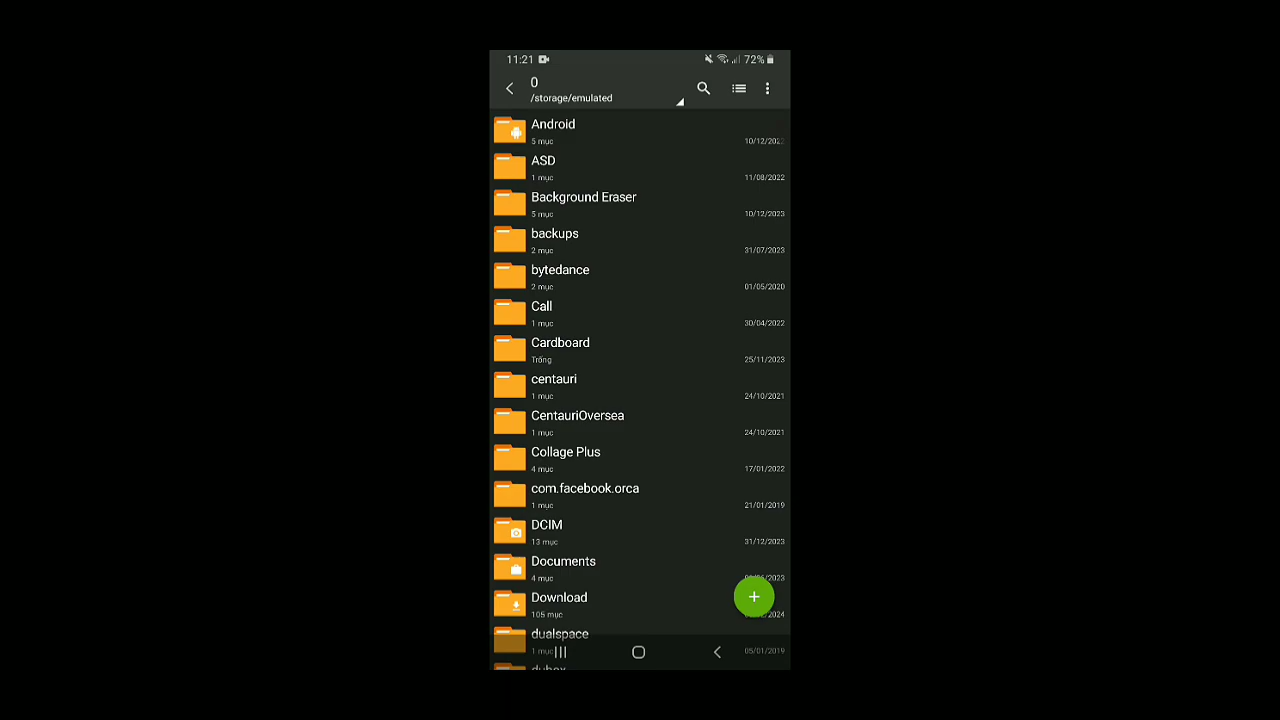 11:21
72%
0
/storage/emulated
Android
5 mục
ASD
1 mục
11/08/2022
Background Eraser
5 mục
10/12/2023
backups
2 mục
31/07/2023
bytedance
2 mục
01/05/2020
Call
1 mục
30/04/2022
Cardboard
Trống
25/11/2023
centauri
1 mục
24/10/2021
CentauriOversea
1 mục
24/10/2021
Collage Plus
4 mục
17/01/2022
com.facebook.orca
1 mục
21/01/2019
DCIM
13 mục
31/12/2023
Documents
4 mục
Download
105 mục
dualspace
1 mục
05/01/2019